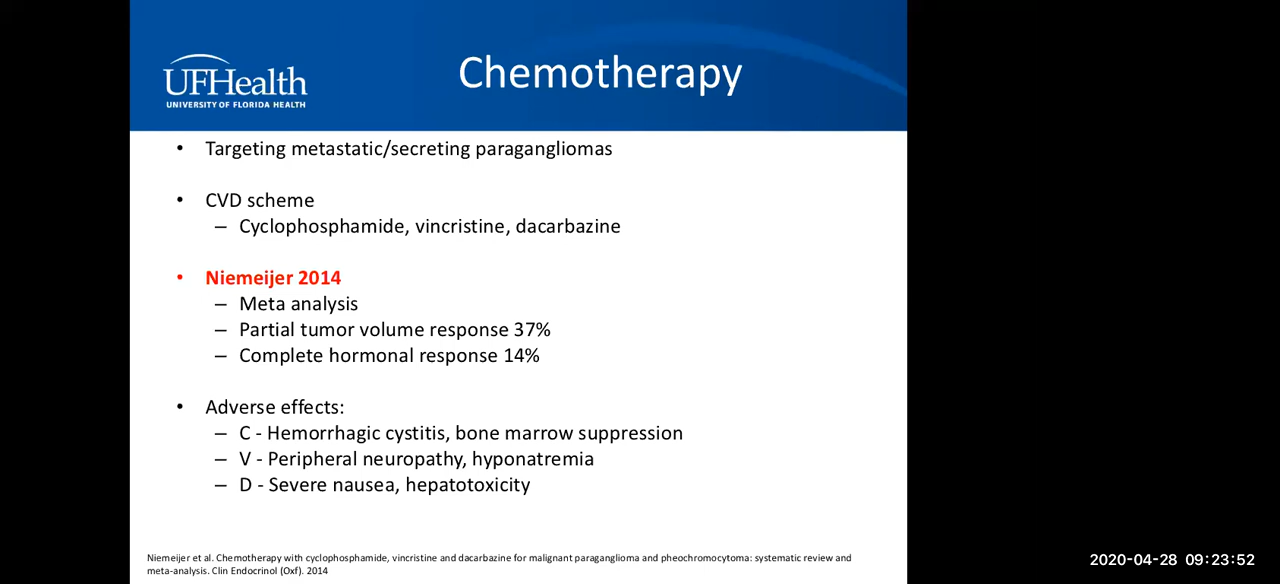 UFHealth
UNIVERSITY OF FLORIDA HEALTH
Chemotherapy
• Targeting metastatic/secreting paragangliomas
• CVD scheme
– Cyclophosphamide, vincristine, dacarbazine
• Niemeijer 2014
– Meta analysis
– Partial tumor volume response 37%
– Complete hormonal response 14%
• Adverse effects:
– C - Hemorrhagic cystitis, bone marrow suppression
– V - Peripheral neuropathy, hyponatremia
– D - Severe nausea, hepatotoxicity
Niemeijer et al. Chemotherapy with cyclophosphamide, vincristine and dacarbazine for malignant paraganglioma and pheochromocytoma: systematic review and
meta-analysis. Clin Endocrinol (Oxf). 2014
2020-04-28 09:23:52